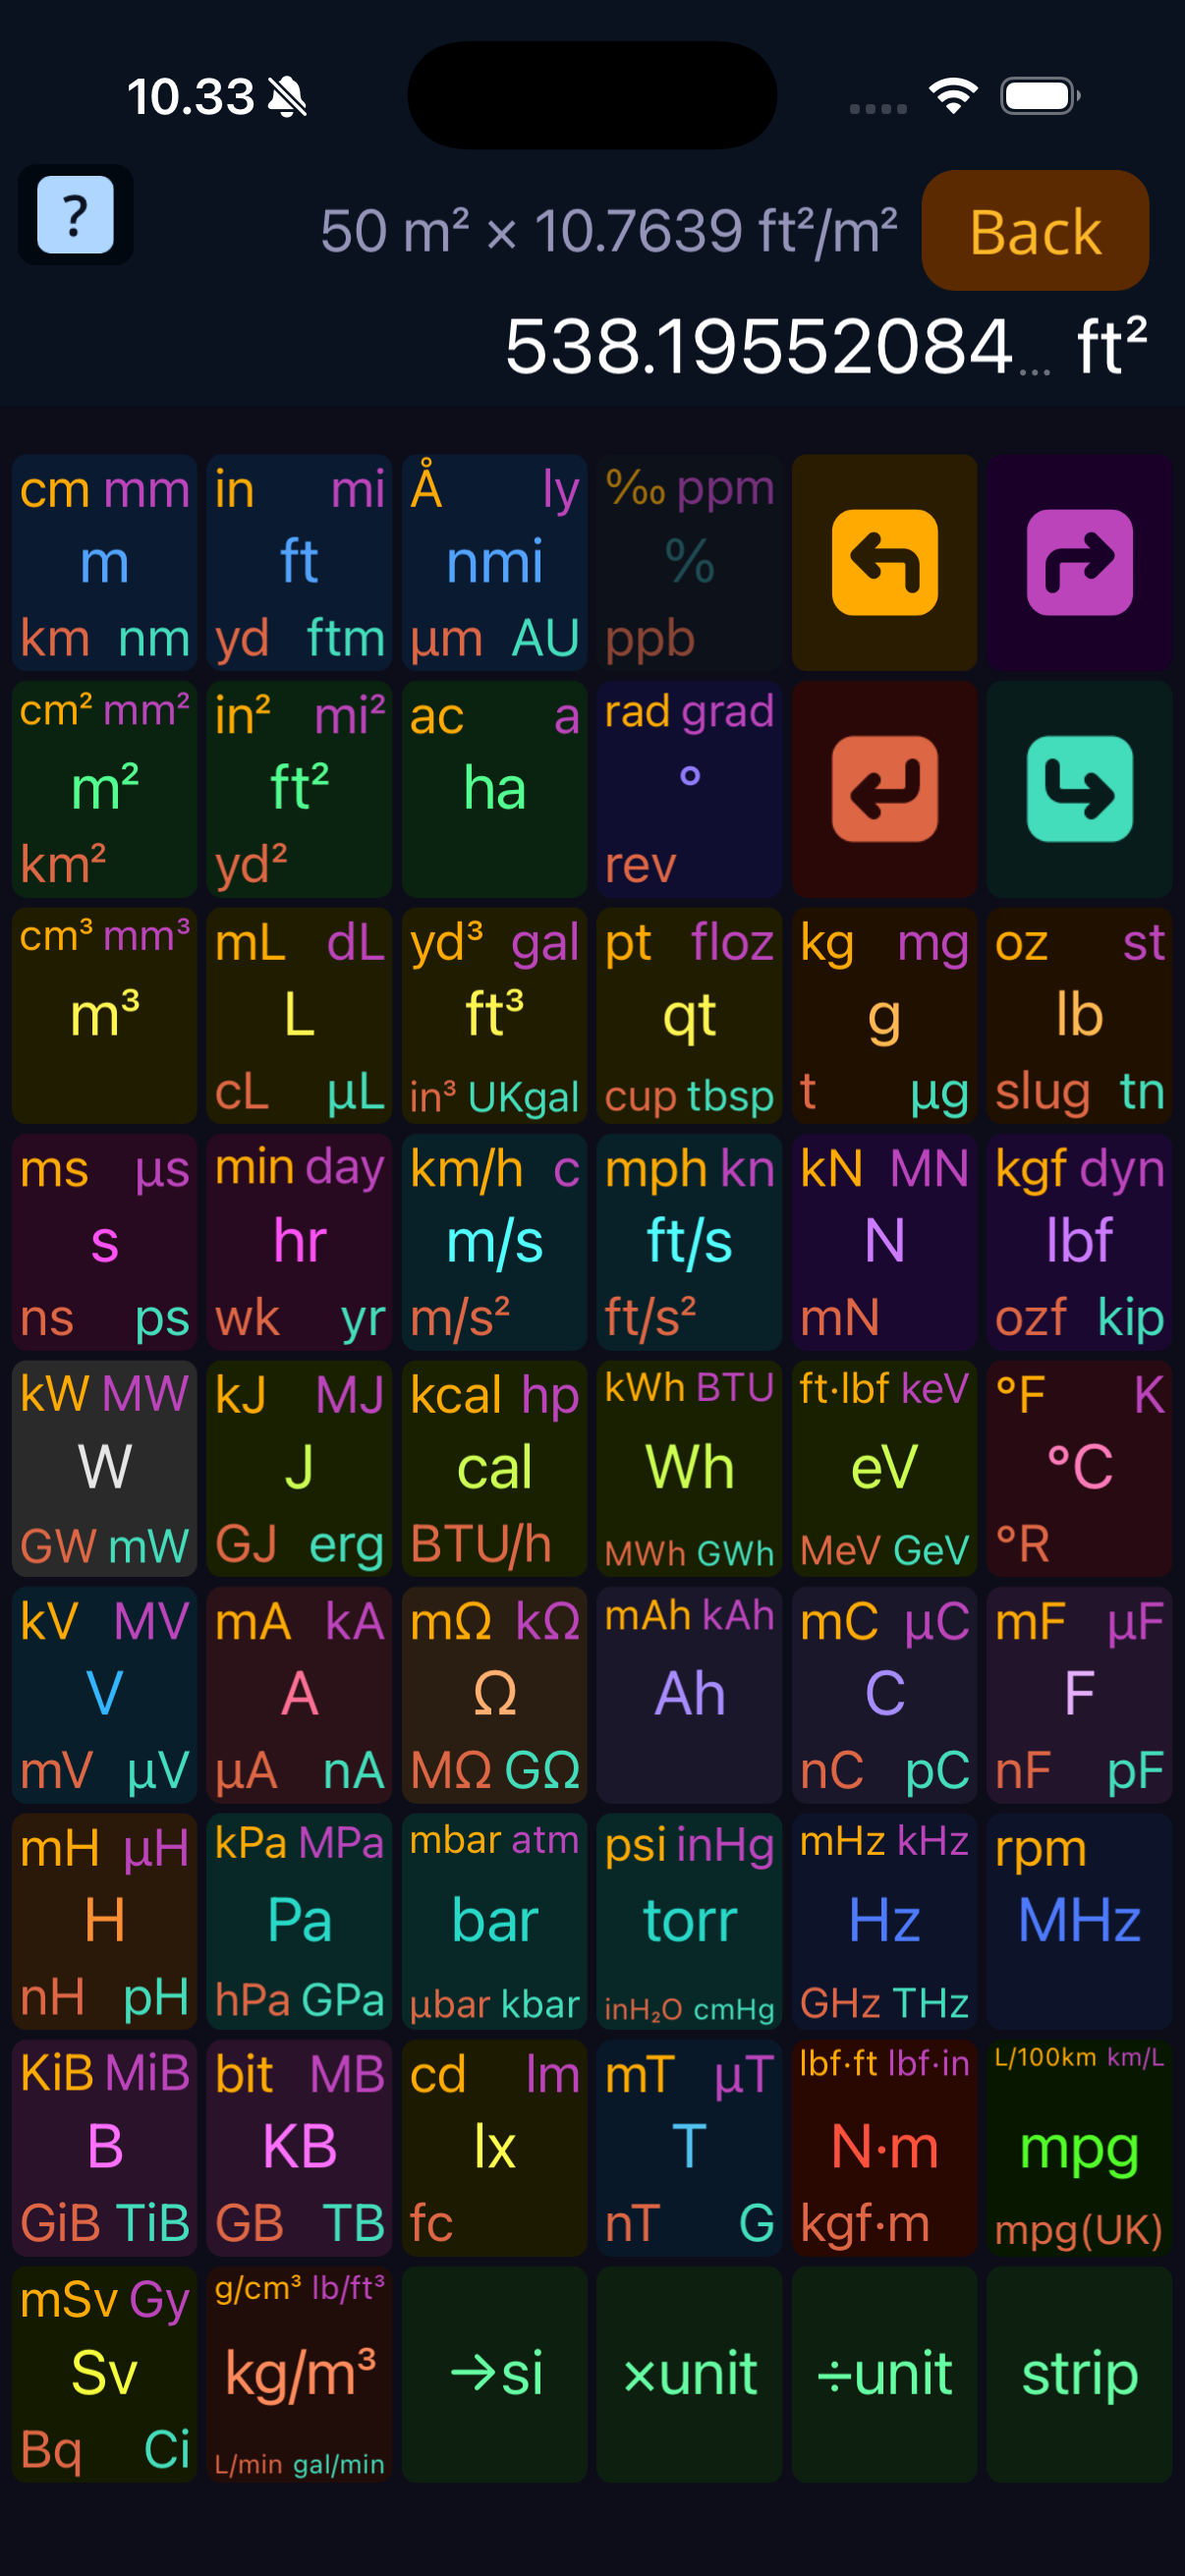 10.33
?
50 m² × 10.7639 ft²/m²
Back
538.19552084... ft²
cm mm in mi Å ly ‰ ppm
m ft nmi %
km nm yd ftm µm AU ppb
cm² mm² in² mi² ac a rad grad
m² ft² ha °
km² yd² rev
cm³ mm³ mL dL yd³ gal pt floz kg mg oz st
m³ L ft³ qt g lb
cL µL in³ UKgal cup tbsp t µg slug tn
ms µs min day km/h c mph kn kN MN kgf dyn
s hr m/s ft/s N lbf
ns ps wk yr m/s² ft/s² mN ozf kip
kW MW kJ MJ kcal hp kWh BTU ft·lbf keV °F K
W J cal Wh eV °C
GW mW GJ erg BTU/h MWh GWh MeV GeV °R
kV MV mA kA mΩ kΩ mAh kAh mC µC mF µF
V A Ω Ah C F
mV µV µA nA MΩ GΩ nC pC nF pF
mH µH kPa MPa mbar atm psi inHg mHz kHz rpm
H Pa bar torr Hz MHz
nH pH hPa GPa µbar kbar inH₂O cmHg GHz THz
KiB MiB bit MB cd lm mT µT lbf·ft lbf·in L/100km km/L
B KB lx T N·m mpg
GiB TiB GB TB fc nT G kgf·m mpg(UK)
mSv Gy g/cm³ lb/ft³
Sv kg/m³ →si ×unit ÷unit strip
Bq Ci L/min gal/min